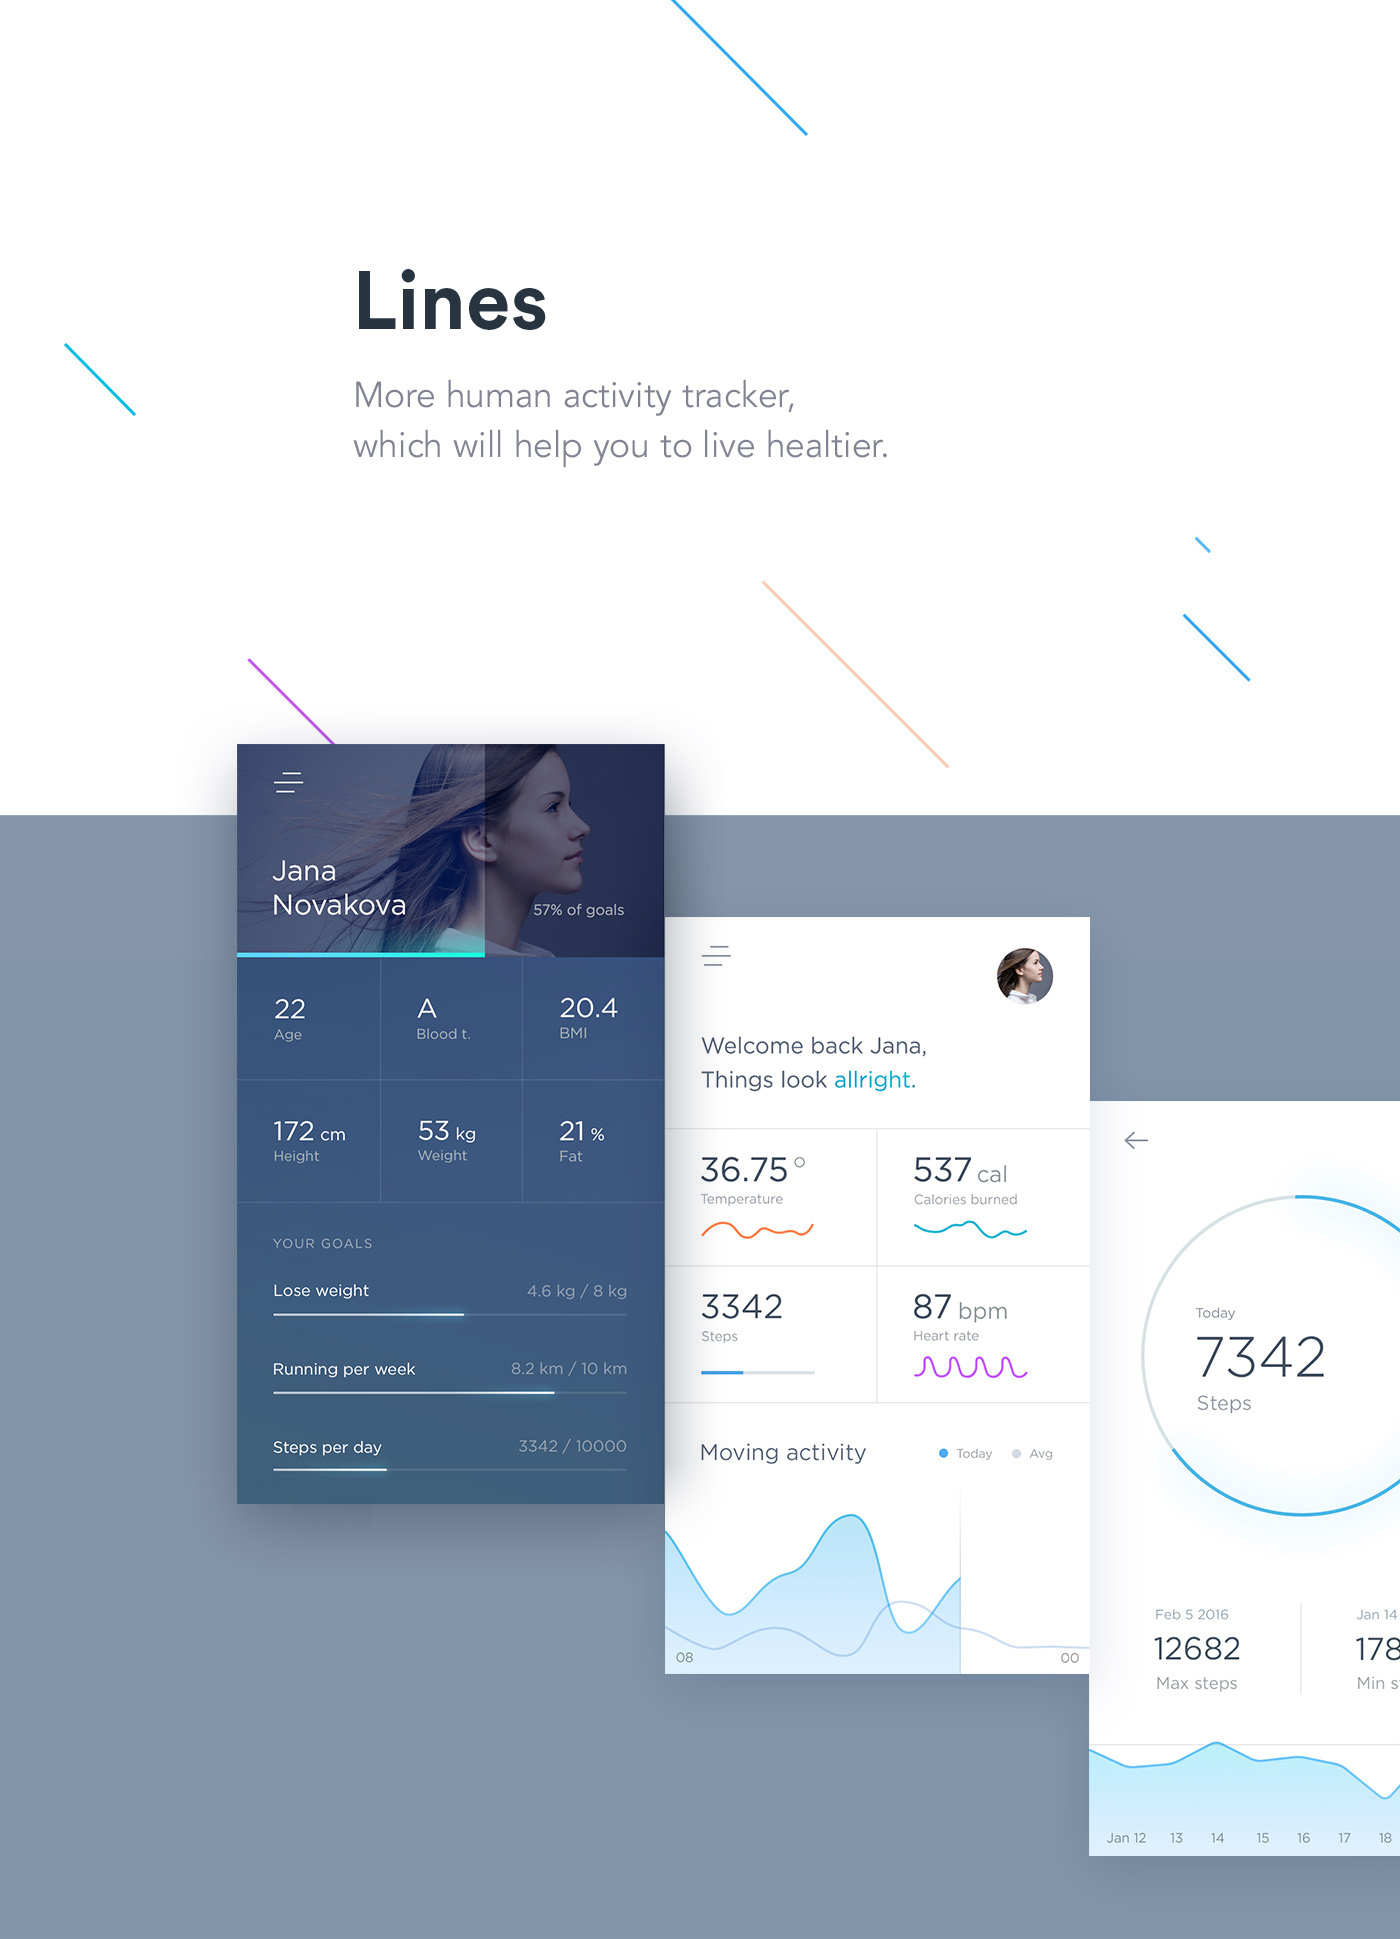 Lines
More human activity tracker,
which will help you to live healtier.
Jana
Novakova
57% of goals
22
Age
A
Blood t.
20.4
BMI
172 cm
Height
53 kg
Weight
21 %
Fat
YOUR GOALS
Lose weight
4.6 kg / 8 kg
Running per week
8.2 km / 10 km
Steps per day
3342 / 10000
Welcome back Jana,
Things look allright.
36.75°
Temperature
537 cal
Calories burned
3342
Steps
87 bpm
Heart rate
Moving activity
Today
Avg
08
00
Today
7342
Steps
Feb 5 2016
12682
Max steps
Jan 14
178
Min s
Jan 12 13 14 15 16 17 18